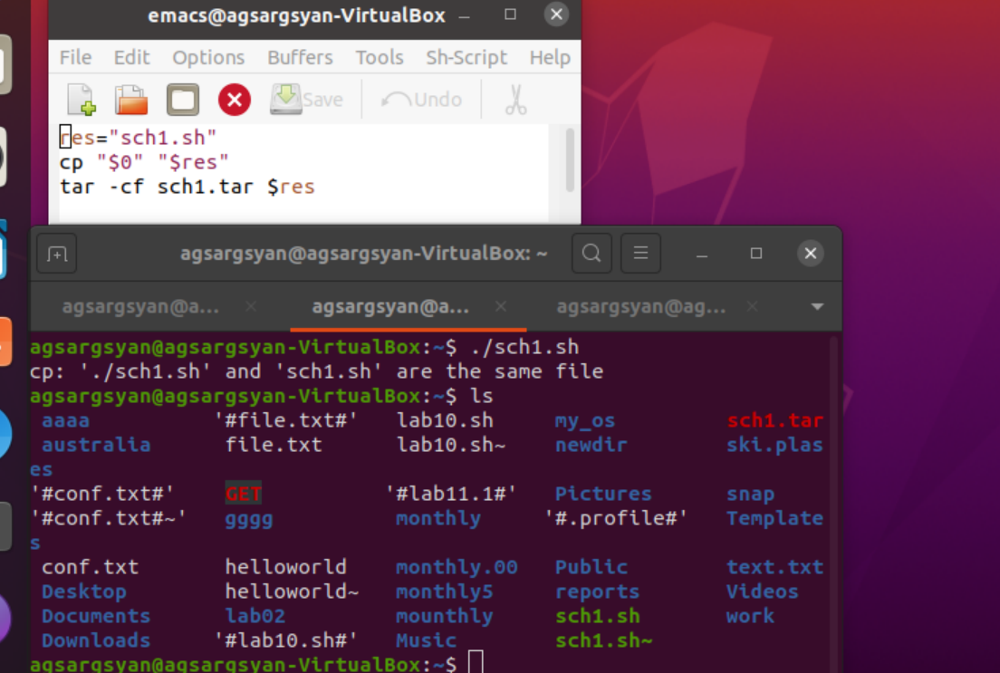 emacs@agsargsyan-VirtualBox
File Edit Options Buffers Tools Sh-Script Help
Save Undo
res="sch1.sh"
cp "$0" "$res"
tar -cf sch1.tar $res
agsargsyan@agsargsyan-VirtualBox: ~
agsargsyan@a... agsargsyan@a... agsargsyan@ag...
agsargsyan@agsargsyan-VirtualBox:~$ ./sch1.sh
cp: './sch1.sh' and 'sch1.sh' are the same file
agsargsyan@agsargsyan-VirtualBox:~$ ls
aaaa '#file.txt#' lab10.sh my_os sch1.tar
australia file.txt lab10.sh~ newdir ski.plas
es
'#conf.txt#' GET '#lab11.1#' Pictures snap
'#conf.txt#~' gggg monthly '#.profile#' Template
s
conf.txt helloworld monthly.00 Public text.txt
Desktop helloworld~ monthly5 reports Videos
Documents lab02 mounthly sch1.sh work
Downloads '#lab10.sh#' Music sch1.sh~
agsargsyan@agsargsyan-VirtualBox:~$